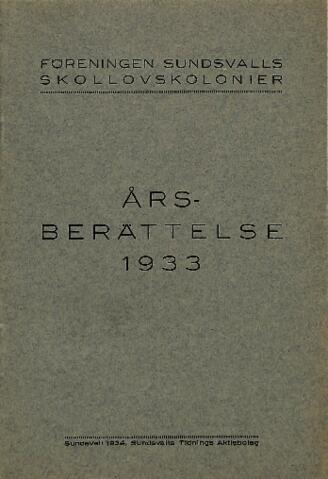 FÖRENINGEN SUNDSVALLS
SKOLLOVSKOLONIER
ÅRS-
BERÄTTELSE
1933
Sundsvall 1934, Sundsvalls Tidnings Aktiebolag